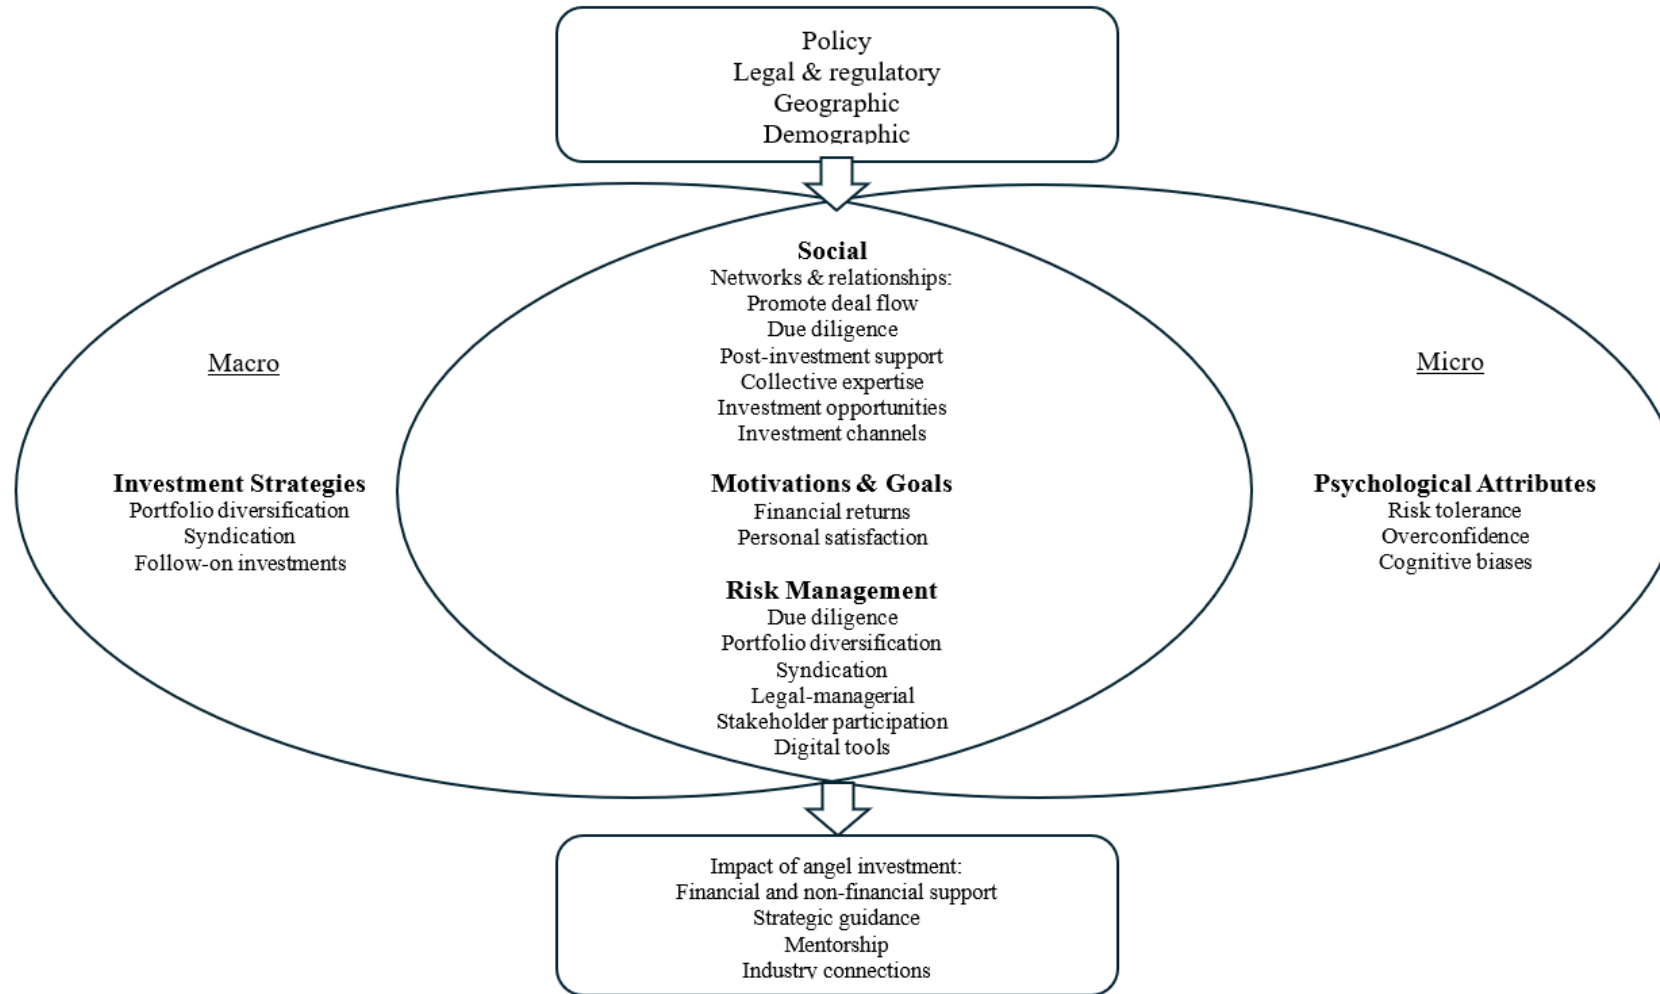 Policy
Legal & regulatory
Geographic
Demographic
Social
Networks & relationships:
Promote deal flow
Due diligence
Post-investment support
Collective expertise
Investment opportunities
Investment channels
Macro
Micro
Investment Strategies
Portfolio diversification
Syndication
Follow-on investments
Motivations & Goals
Financial returns
Personal satisfaction
Psychological Attributes
Risk tolerance
Overconfidence
Cognitive biases
Risk Management
Due diligence
Portfolio diversification
Syndication
Legal-managerial
Stakeholder participation
Digital tools
Impact of angel investment:
Financial and non-financial support
Strategic guidance
Mentorship
Industry connections